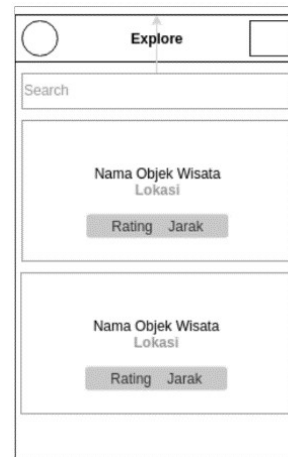 Explore
Search
Nama Objek Wisata
Lokasi
Rating Jarak
Nama Objek Wisata
Lokasi
Rating Jarak